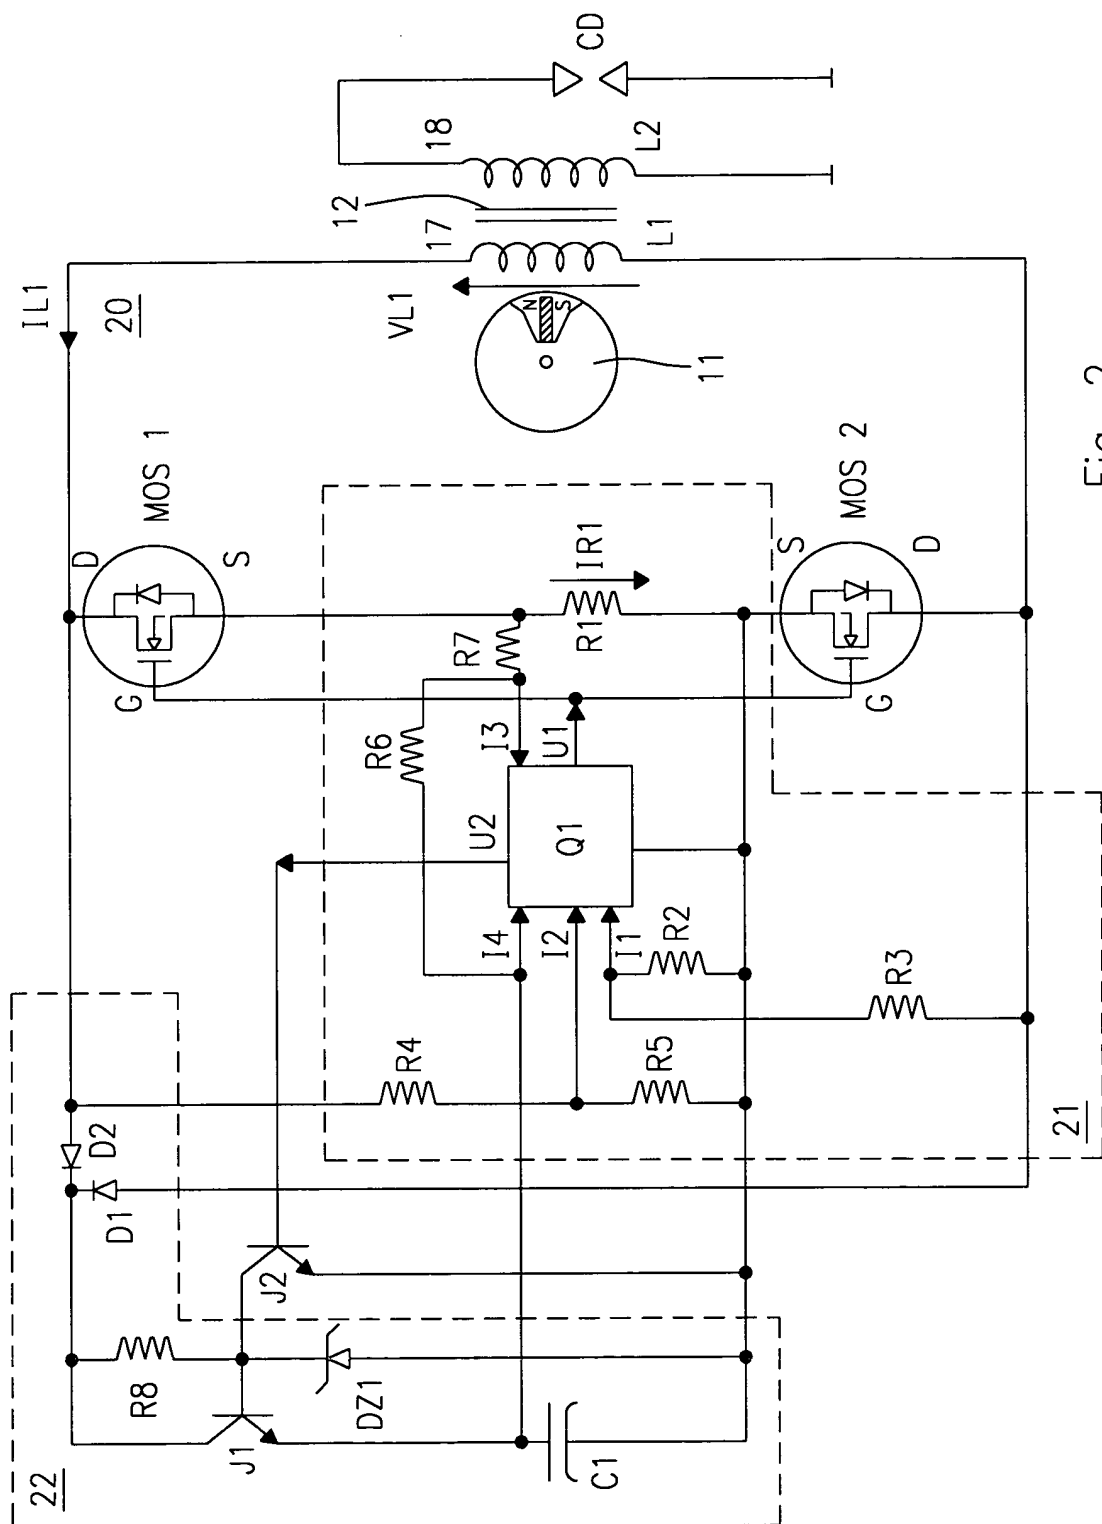 22
J1
R8
DZ1
C1
J2
D1
D2
R4
R5
21
R3
R2
I4
I2
I1
U2
Q1
I3
U1
R6
R7
R1
IR1
G
D
S
MOS 1
G
S
D
MOS 2
IL1
20
VL1
N
S
11
17
L1
12
18
L2
CD
Fig. 2